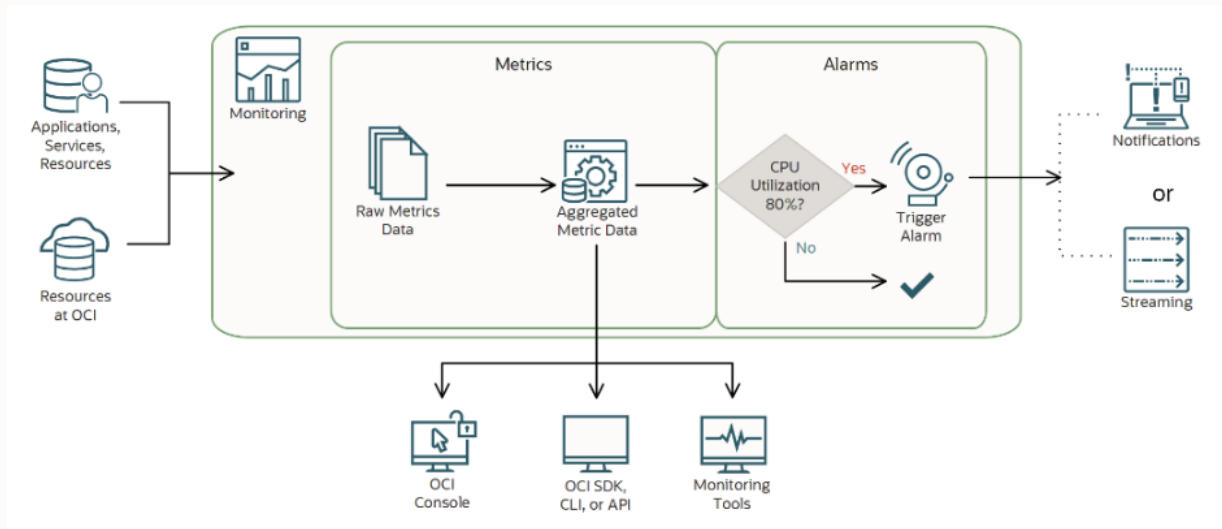 Metrics
Alarms
Monitoring
Applications,
Services,
Resources
Resources
at OCI
Raw Metrics
Data
Aggregated
Metric Data
CPU
Utilization
80%?
Yes
No
Trigger
Alarm
Notifications
or
Streaming
OCI
Console
OCI SDK,
CLI, or API
Monitoring
Tools